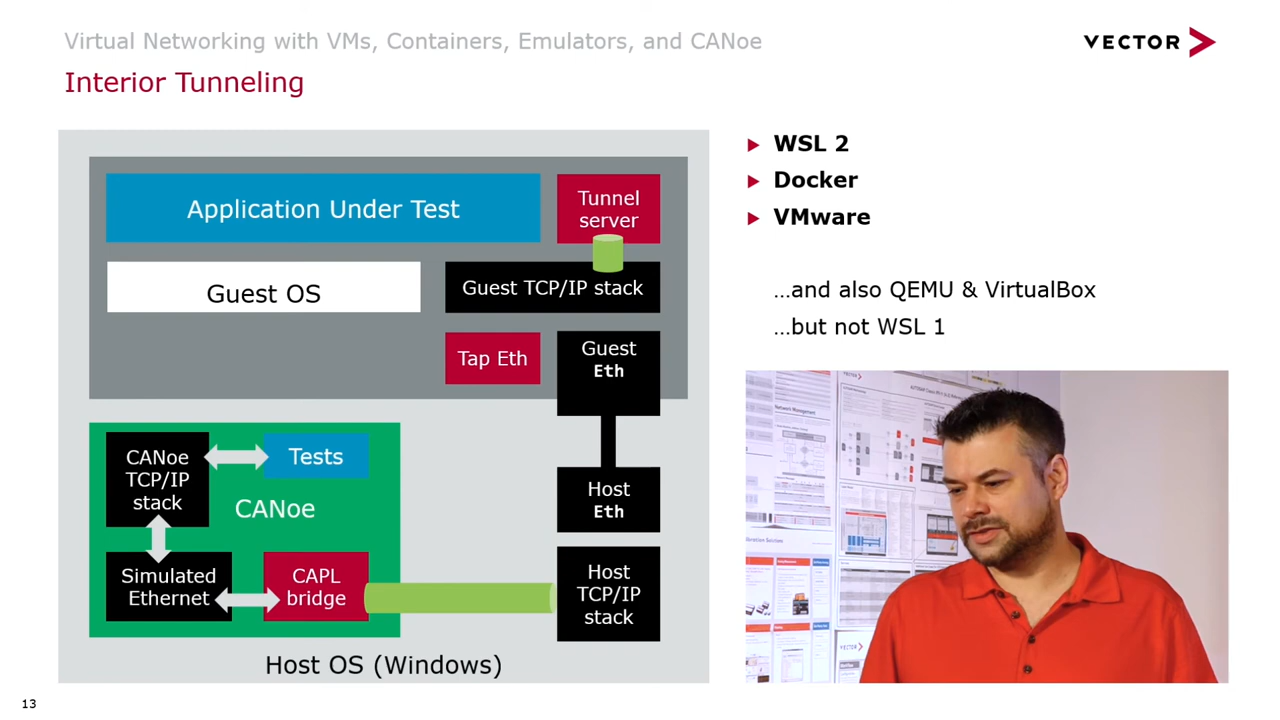 Virtual Networking with VMs, Containers, Emulators, and CANoe
VECTOR
Interior Tunneling
Application Under Test
Tunnel
server
Guest OS
Guest TCP/IP stack
Tap Eth
Guest
Eth
CANoe
TCP/IP
stack
Tests
CANoe
Host
Eth
Simulated
Ethernet
CAPL
bridge
Host
TCP/IP
stack
Host OS (Windows)
WSL 2
Docker
VMware
...and also QEMU & VirtualBox
...but not WSL 1
Network Management
VECTOR
13